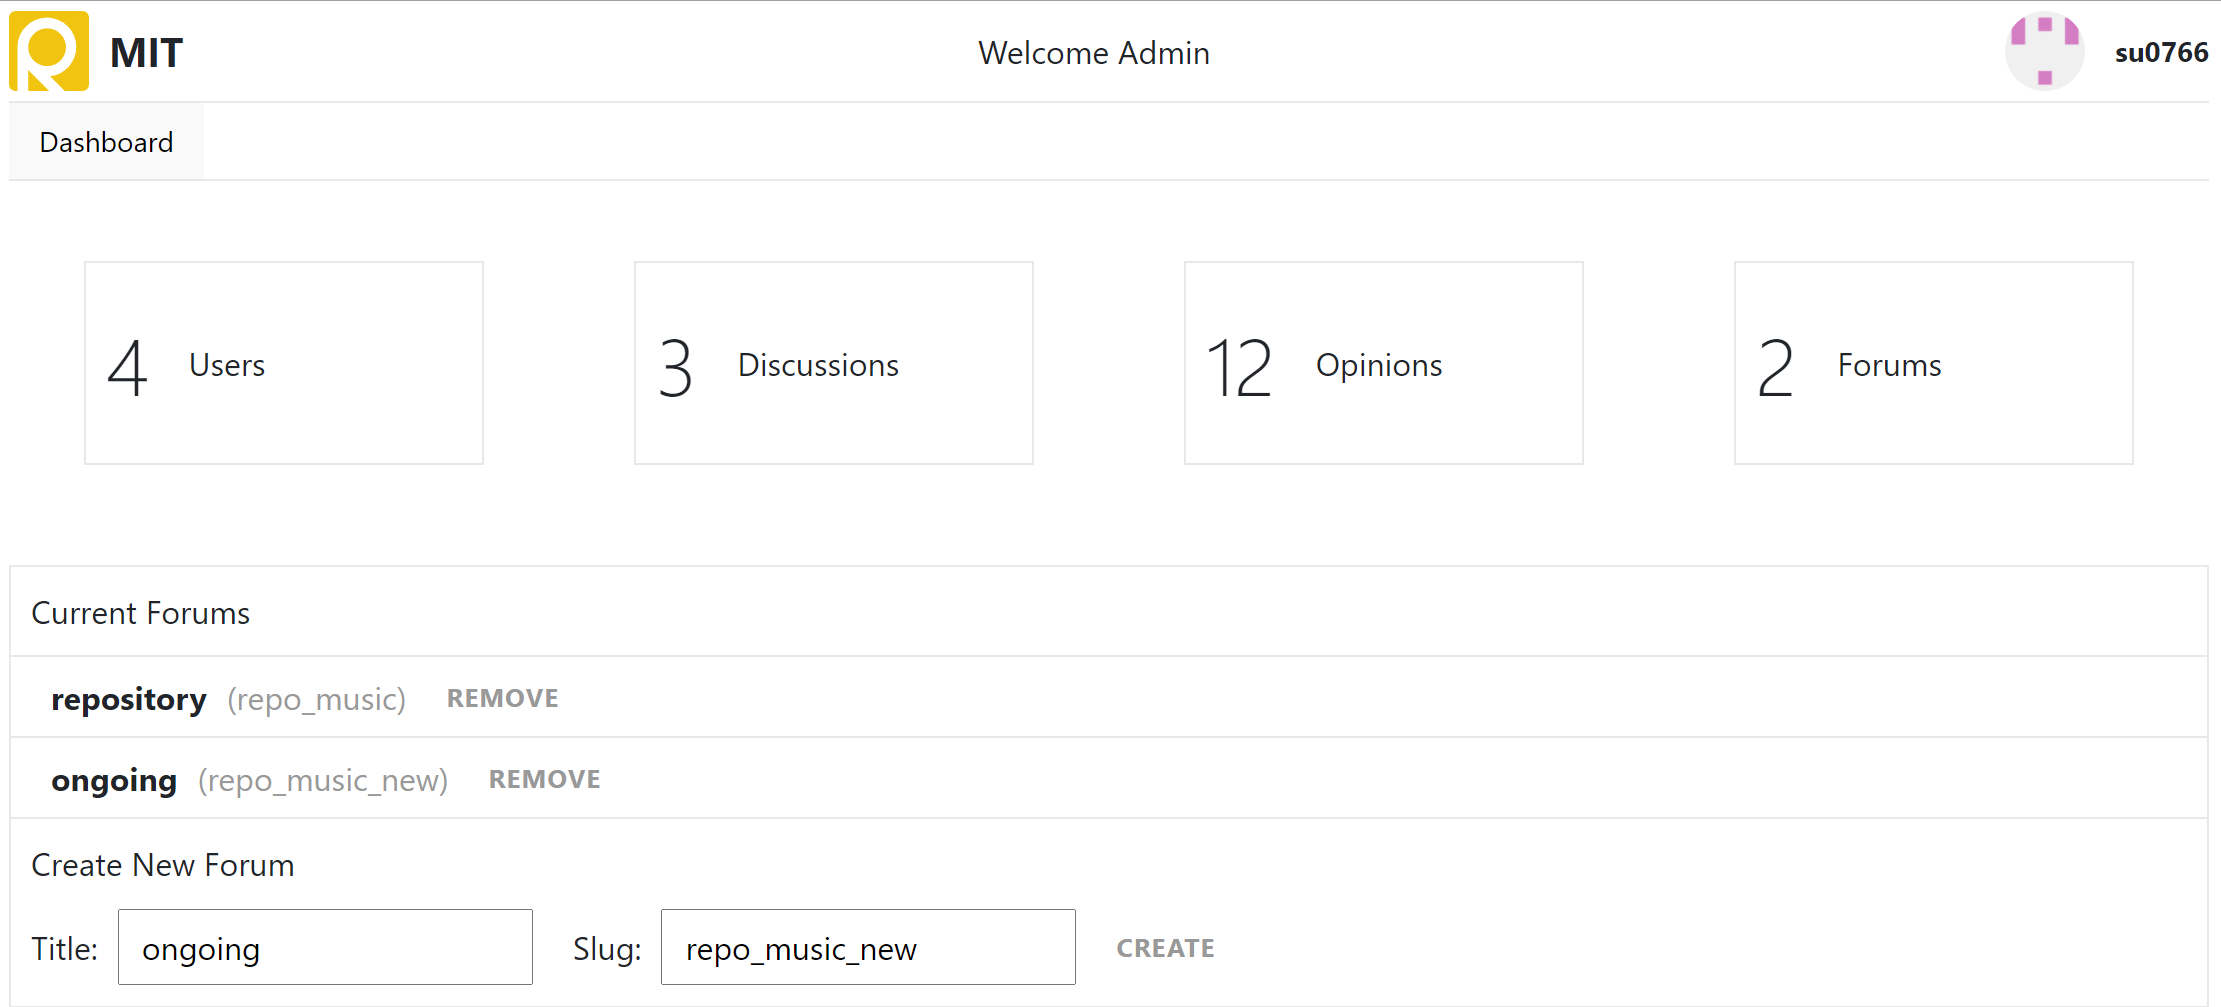 MIT
Welcome Admin
su0766
Dashboard
4 Users
3 Discussions
12 Opinions
2 Forums
Current Forums
repository (repo_music) REMOVE
ongoing (repo_music_new) REMOVE
Create New Forum
Title: ongoing Slug: repo_music_new CREATE